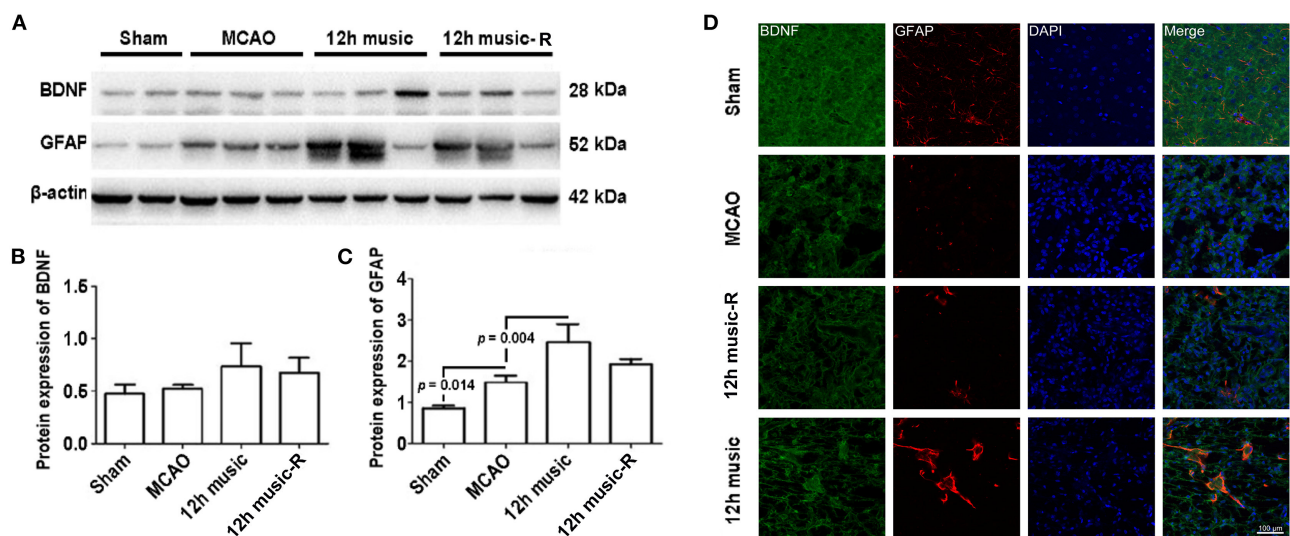 A
Sham MCAO 12h music 12h music-R
BDNF 28 kDa
GFAP 52 kDa
β-actin 42 kDa
B
Protein expression of BDNF
1.6
1.0
0.5
0.0
Sham
MCAO
12h music
12h music-R
C
Protein expression of GFAP
4
3
2
1
0
p = 0.014
p = 0.004
Sham
MCAO
12h music
12h music-R
D
BDNF GFAP DAPI Merge
Sham
MCAO
12h music-R
12h music
100 µm